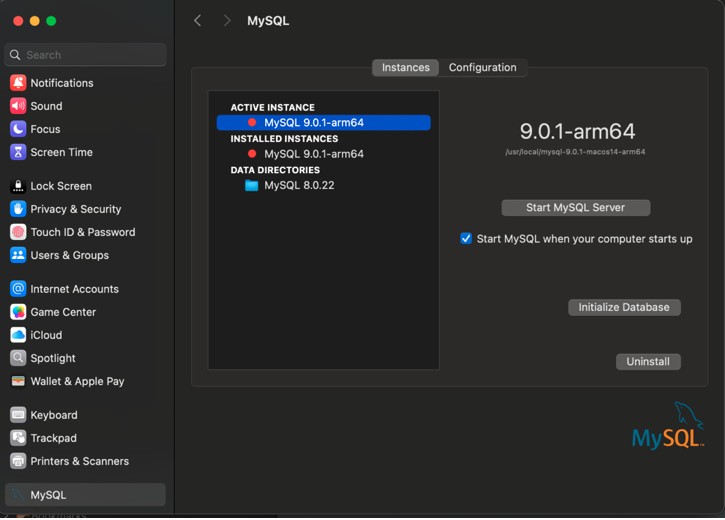 MySQL
Search
Notifications
Sound
Focus
Screen Time
Lock Screen
Privacy & Security
Touch ID & Password
Users & Groups
Internet Accounts
Game Center
iCloud
Spotlight
Wallet & Apple Pay
Keyboard
Trackpad
Printers & Scanners
MySQL
Instances
Configuration
ACTIVE INSTANCE
MySQL 9.0.1-arm64
INSTALLED INSTANCES
MySQL 9.0.1-arm64
DATA DIRECTORIES
MySQL 8.0.22
9.0.1-arm64
/usr/local/mysql-9.0.1-macos14-arm64
Start MySQL Server
Start MySQL when your computer starts up
Initialize Database
Uninstall
MySQL™
Bookmarks